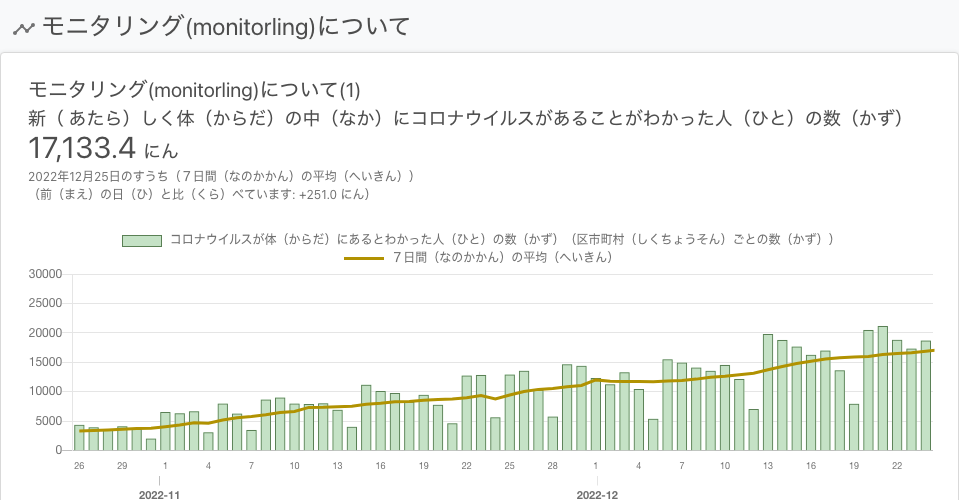 モニタリング(monitorling)について
モニタリング(monitorling)について(1)
新（ あたら）しく体（からだ）の中（なか）にコロナウイルスがあることがわかった人（ひと）の数（かず）
17,133.4 にん
2022年12月25日のすうち（７日間（なのかかん）の平均（へいきん））
（前（まえ）の日（ひ）と比（くら）べています: +251.0 にん）
コロナウイルスが体（からだ）にあるとわかった人（ひと）の数（かず）（区市町村（しくちょうそん）ごとの数（かず））
７日間（なのかかん）の平均（へいきん）
30000
25000
20000
15000
10000
5000
0
26 29 1 4 7 10 13 16 19 22 25 28 1 4 7 10 13 16 19 22
2022-11 2022-12